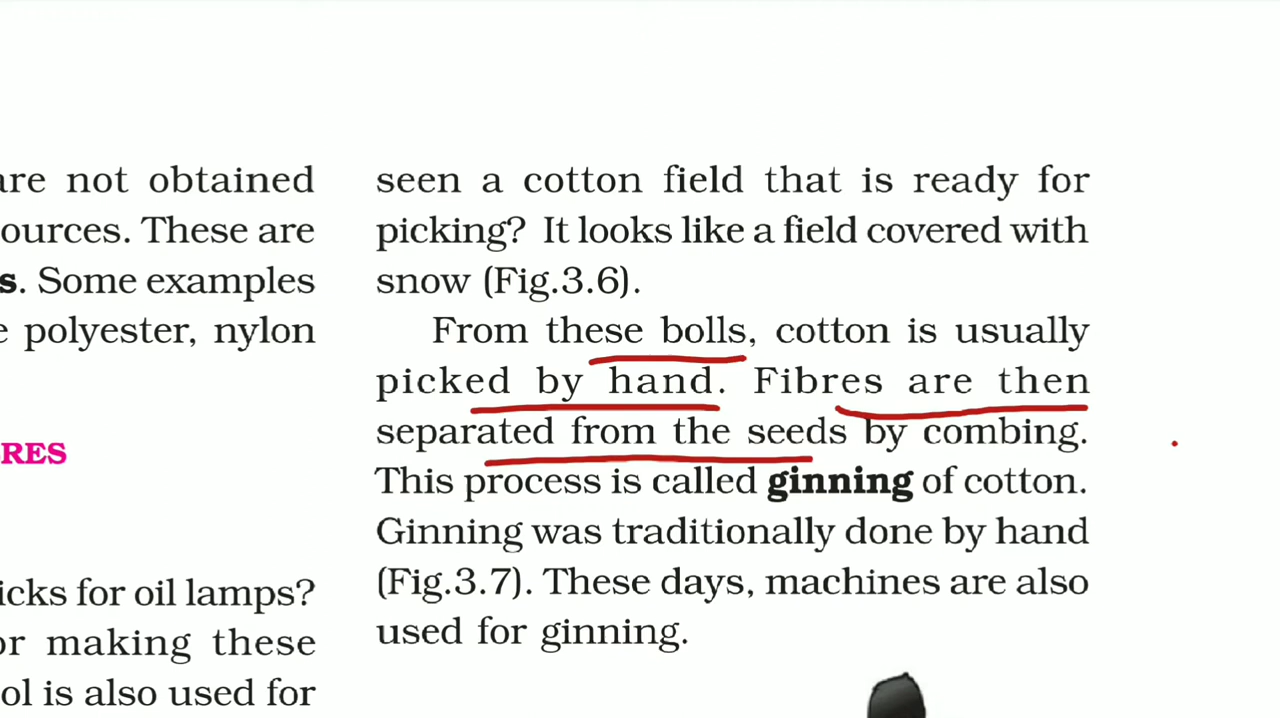 are not obtained
ources. These are
s. Some examples
polyester, nylon
RES
icks for oil lamps?
or making these
ol is also used for
seen a cotton field that is ready for
picking? It looks like a field covered with
snow (Fig.3.6).
From these bolls, cotton is usually
picked by hand. Fibres are then
separated from the seeds by combing.
This process is called ginning of cotton.
Ginning was traditionally done by hand
(Fig.3.7). These days, machines are also
used for ginning.